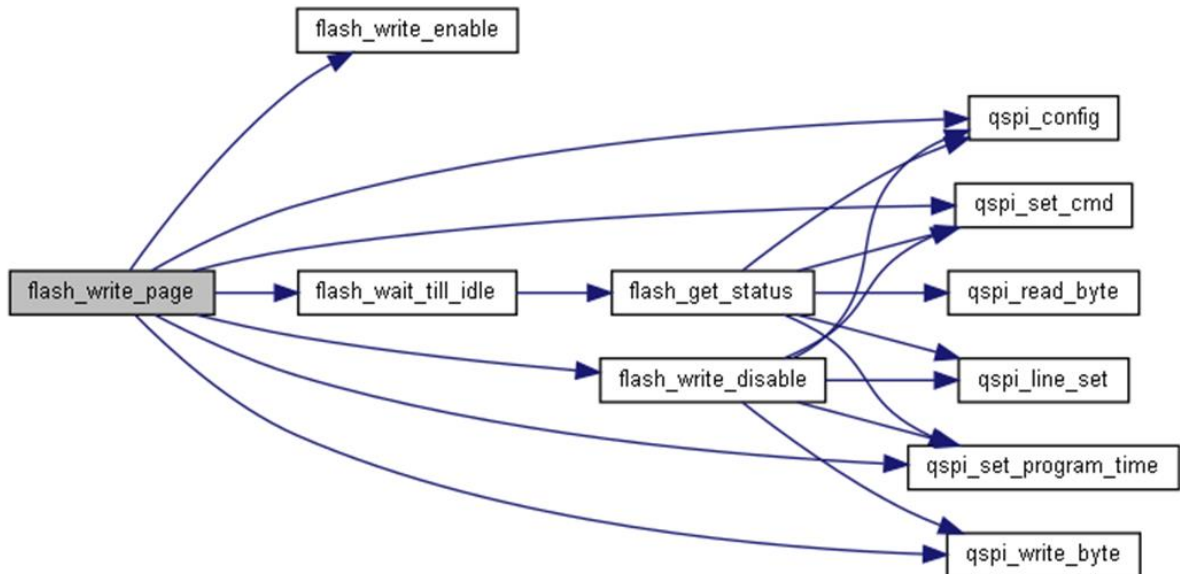 flash_write_enable
qspi_config
qspi_set_cmd
flash_write_page
flash_wait_till_idle
flash_get_status
qspi_read_byte
flash_write_disable
qspi_line_set
qspi_set_program_time
qspi_write_byte